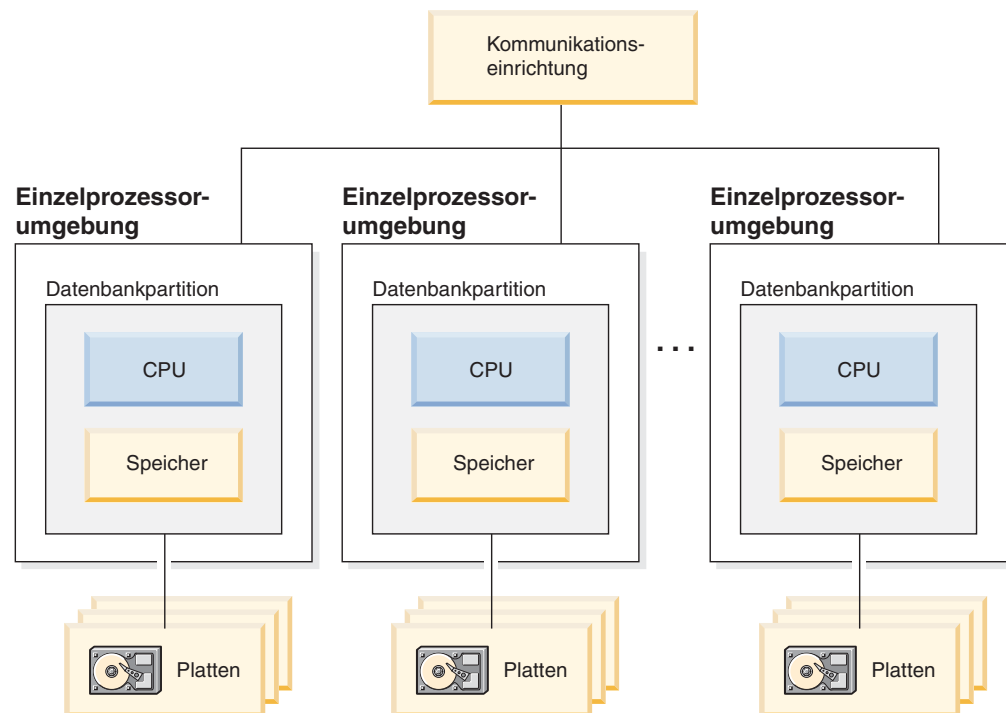 Kommunikations-
einrichtung
Einzelprozessor-
umgebung
Datenbankpartition
CPU
Speicher
Platten
Einzelprozessor-
umgebung
Datenbankpartition
CPU
Speicher
Platten
...
Einzelprozessor-
umgebung
Datenbankpartition
CPU
Speicher
Platten